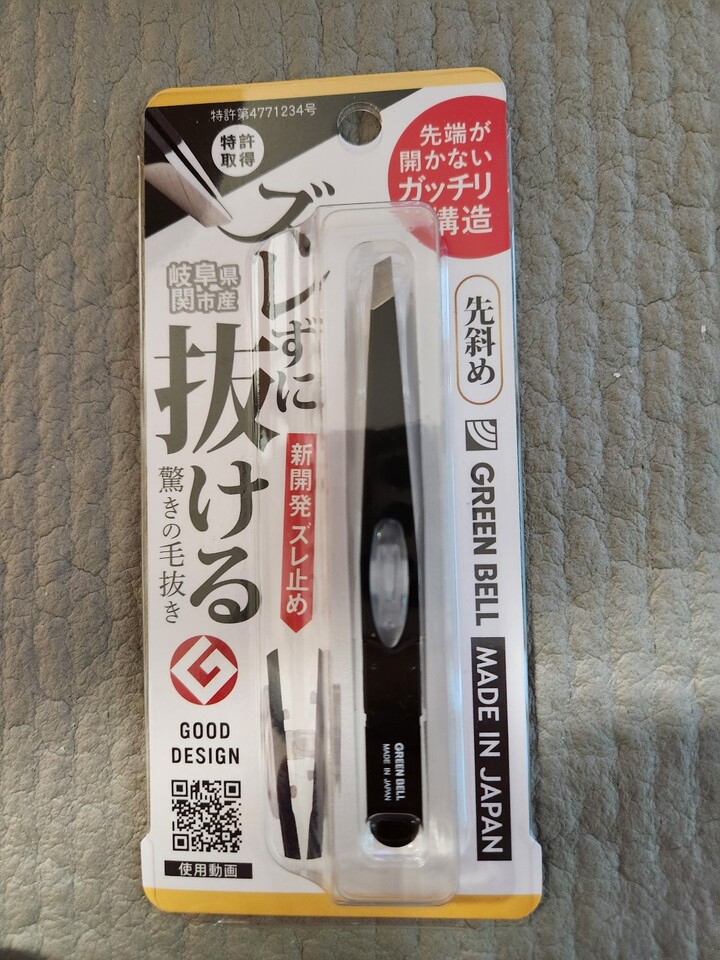 特許第4771234号
特許
取得
先端が
開かない
ガッチリ
構造
ズレずに
抜ける
驚きの毛抜き
岐阜県
関市産
新開発 ズレ止め
先斜め
GREEN BELL
MADE IN JAPAN
GREEN BELL
MADE IN JAPAN
GOOD
DESIGN
使用動画